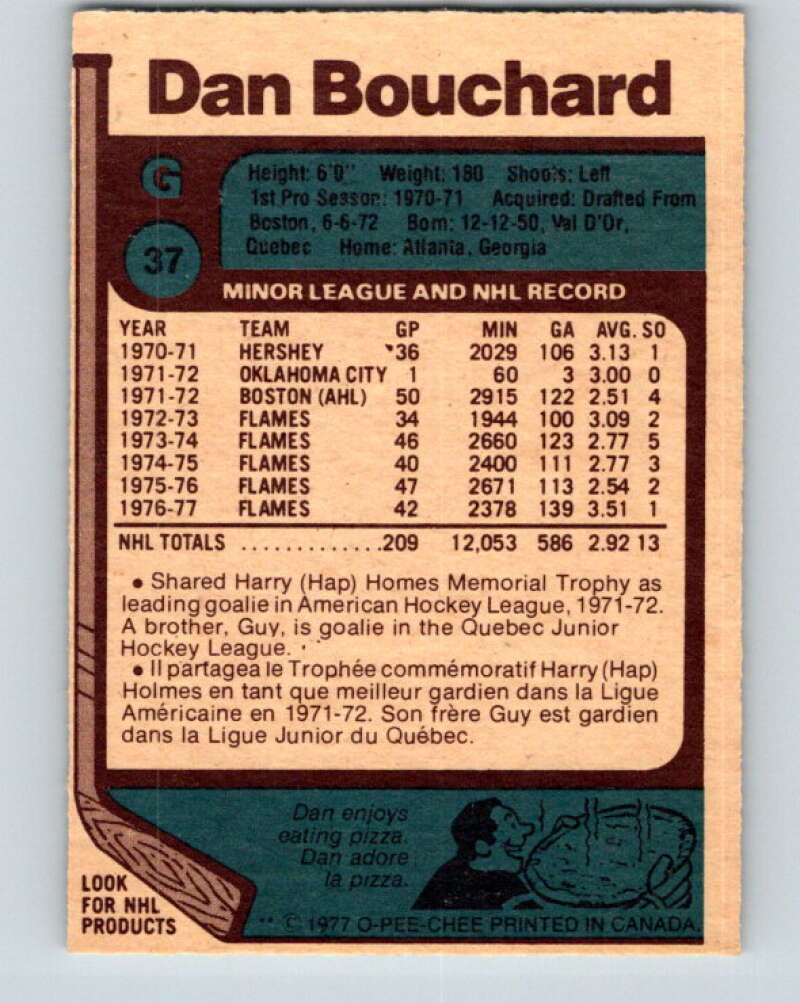 Dan Bouchard
G
37
Height: 6'0" Weight: 180 Shoots: Left
1st Pro Season: 1970-71 Acquired: Drafted From
Boston, 6-6-72 Born: 12-12-50, Val D'Or,
Quebec Home: Atlanta, Georgia
MINOR LEAGUE AND NHL RECORD
YEAR TEAM GP MIN GA AVG. SO
1970-71 HERSHEY 36 2029 106 3.13 1
1971-72 OKLAHOMA CITY 1 60 3 3.00 0
1971-72 BOSTON (AHL) 50 2915 122 2.51 4
1972-73 FLAMES 34 1944 100 3.09 2
1973-74 FLAMES 46 2660 123 2.77 5
1974-75 FLAMES 40 2400 111 2.77 3
1975-76 FLAMES 47 2671 113 2.54 2
1976-77 FLAMES 42 2378 139 3.51 1
NHL TOTALS .............209 12,053 586 2.92 13
• Shared Harry (Hap) Homes Memorial Trophy as
leading goalie in American Hockey League, 1971-72.
A brother, Guy, is goalie in the Quebec Junior
Hockey League.
• Il partagea le Trophée commémoratif Harry (Hap)
Holmes en tant que meilleur gardien dans la Ligue
Américaine en 1971-72. Son frère Guy est gardien
dans la Ligue Junior du Québec.
Dan enjoys
eating pizza.
Dan adore
la pizza.
LOOK
FOR NHL
PRODUCTS
** © 1977 O-PEE-CHEE PRINTED IN CANADA.